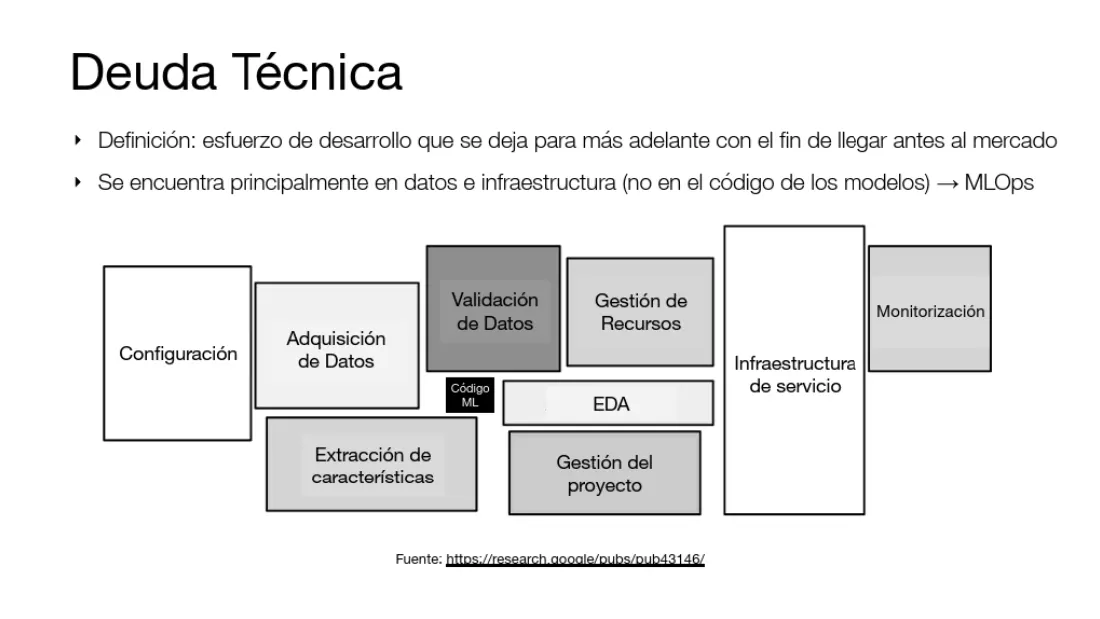 Deuda Técnica
‣ Definición: esfuerzo de desarrollo que se deja para más adelante con el fin de llegar antes al mercado
‣ Se encuentra principalmente en datos e infraestructura (no en el código de los modelos) → MLOps
Configuración
Adquisición
de Datos
Validación
de Datos
Gestión de
Recursos
Infraestructura
de servicio
Monitorización
Código
ML
EDA
Extracción de
características
Gestión del
proyecto
Fuente: https://research.google/pubs/pub43146/